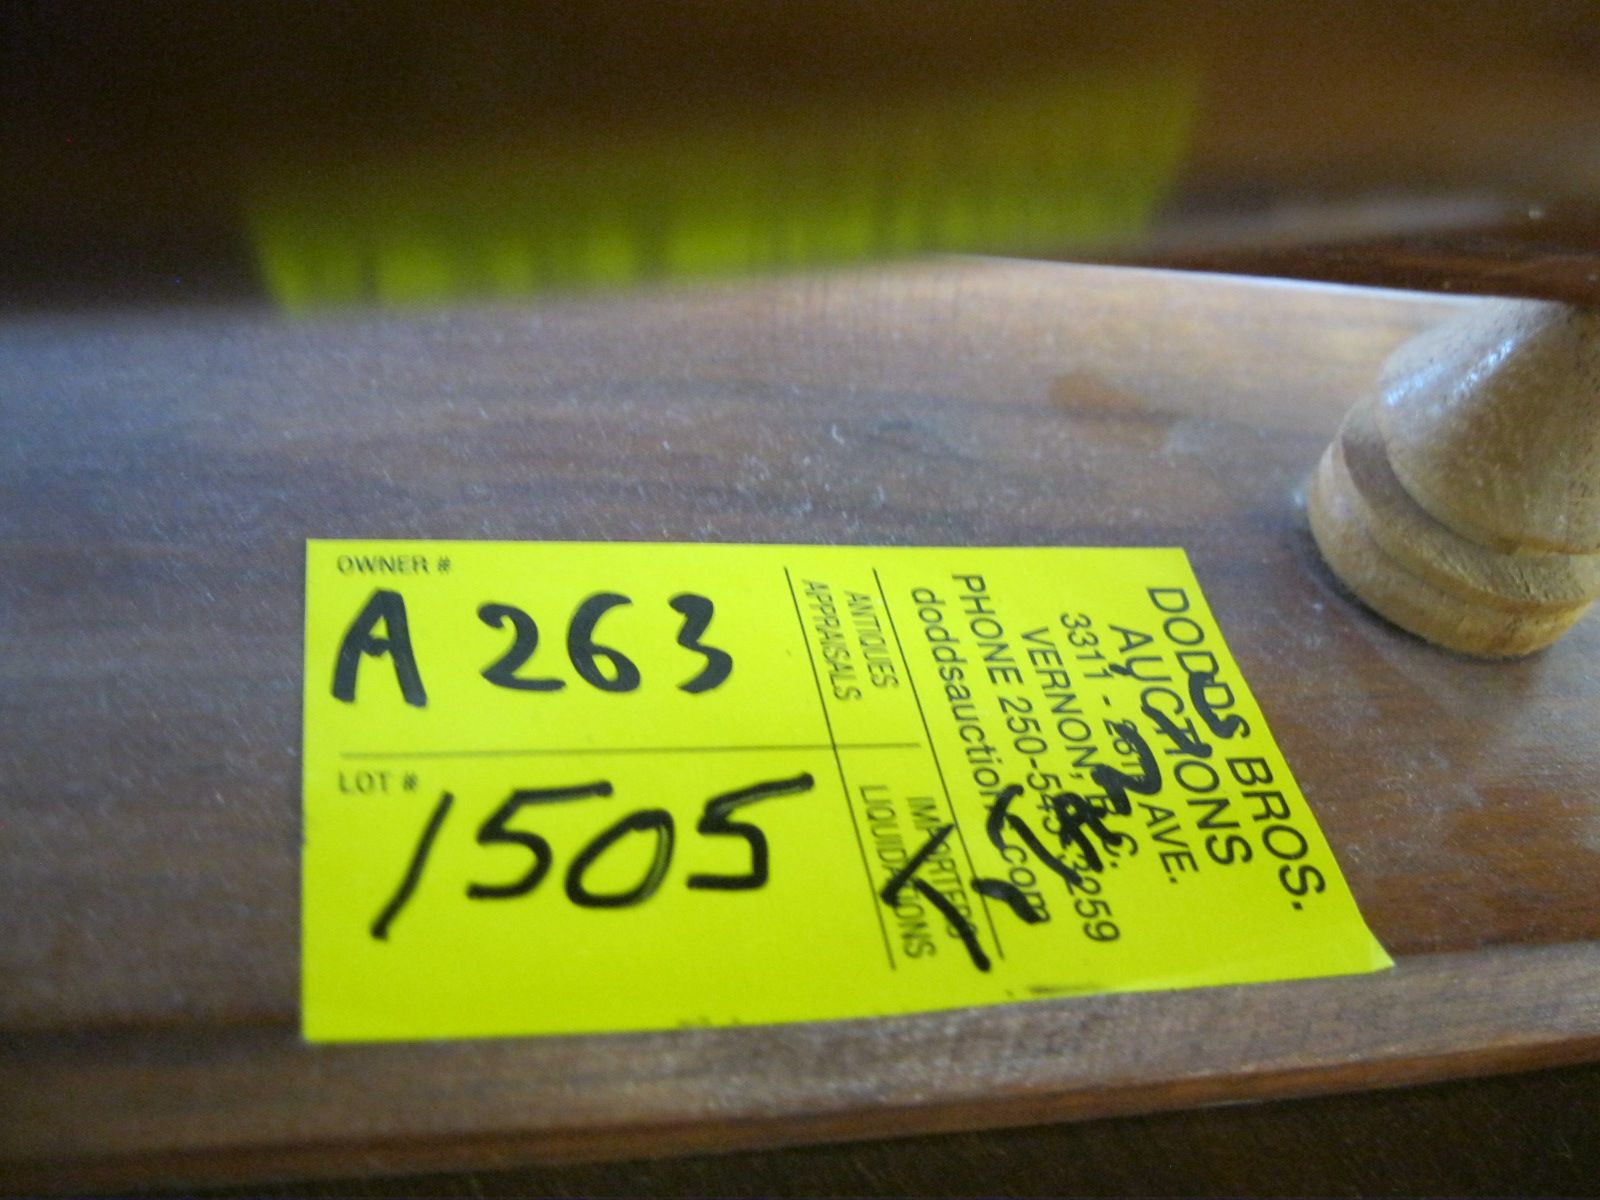 OWNER #
A 263
LOT #
1505
ANTIQUES
APPRAISALS
IMPORTERS
LIQUIDATIONS
DODDS BROS.
AUCTIONS
3311 - 26TH AVE.
VERNON, B.C.
PHONE 250-545-3259
doddsauction.com